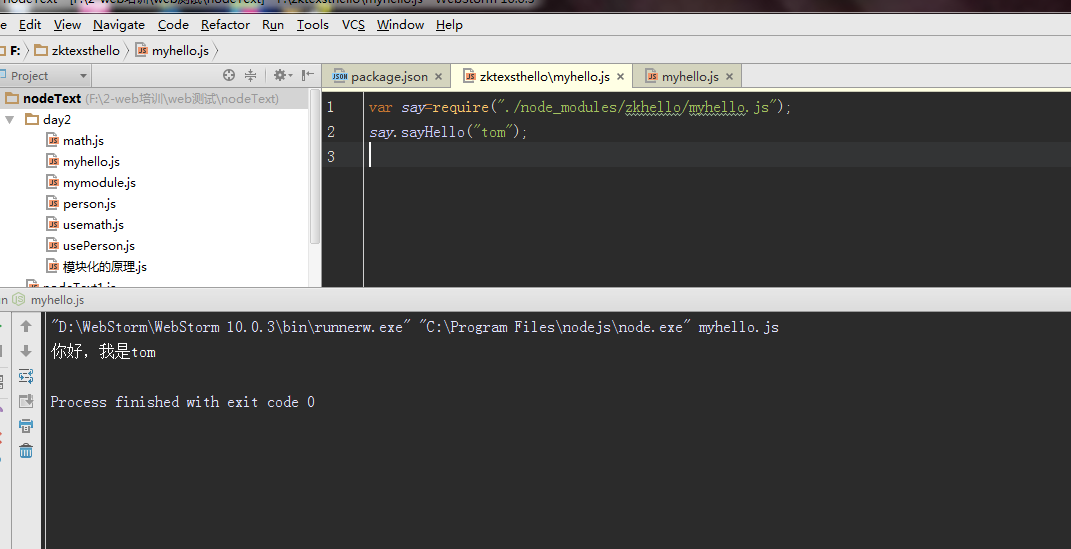 nodeText - [F:\2-web培训\web测试\nodeText] - F:\zktexsthello\myhello.js - WebStorm 10.0.3
e Edit View Navigate Code Refactor Run Tools VCS Window Help
F: zktexsthello myhello.js
Project
package.json zktexsthello\myhello.js myhello.js
nodeText (F:\2-web培训\web测试\nodeText)
day2
math.js
myhello.js
mymodule.js
person.js
usemath.js
usePerson.js
模块化的原理.js
nodeText1.js
1 var say=require("./node_modules/zkhello/myhello.js");
2 say.sayHello("tom");
3
n myhello.js
"D:\WebStorm\WebStorm 10.0.3\bin\runnerw.exe" "C:\Program Files\nodejs\node.exe" myhello.js
你好，我是tom
Process finished with exit code 0